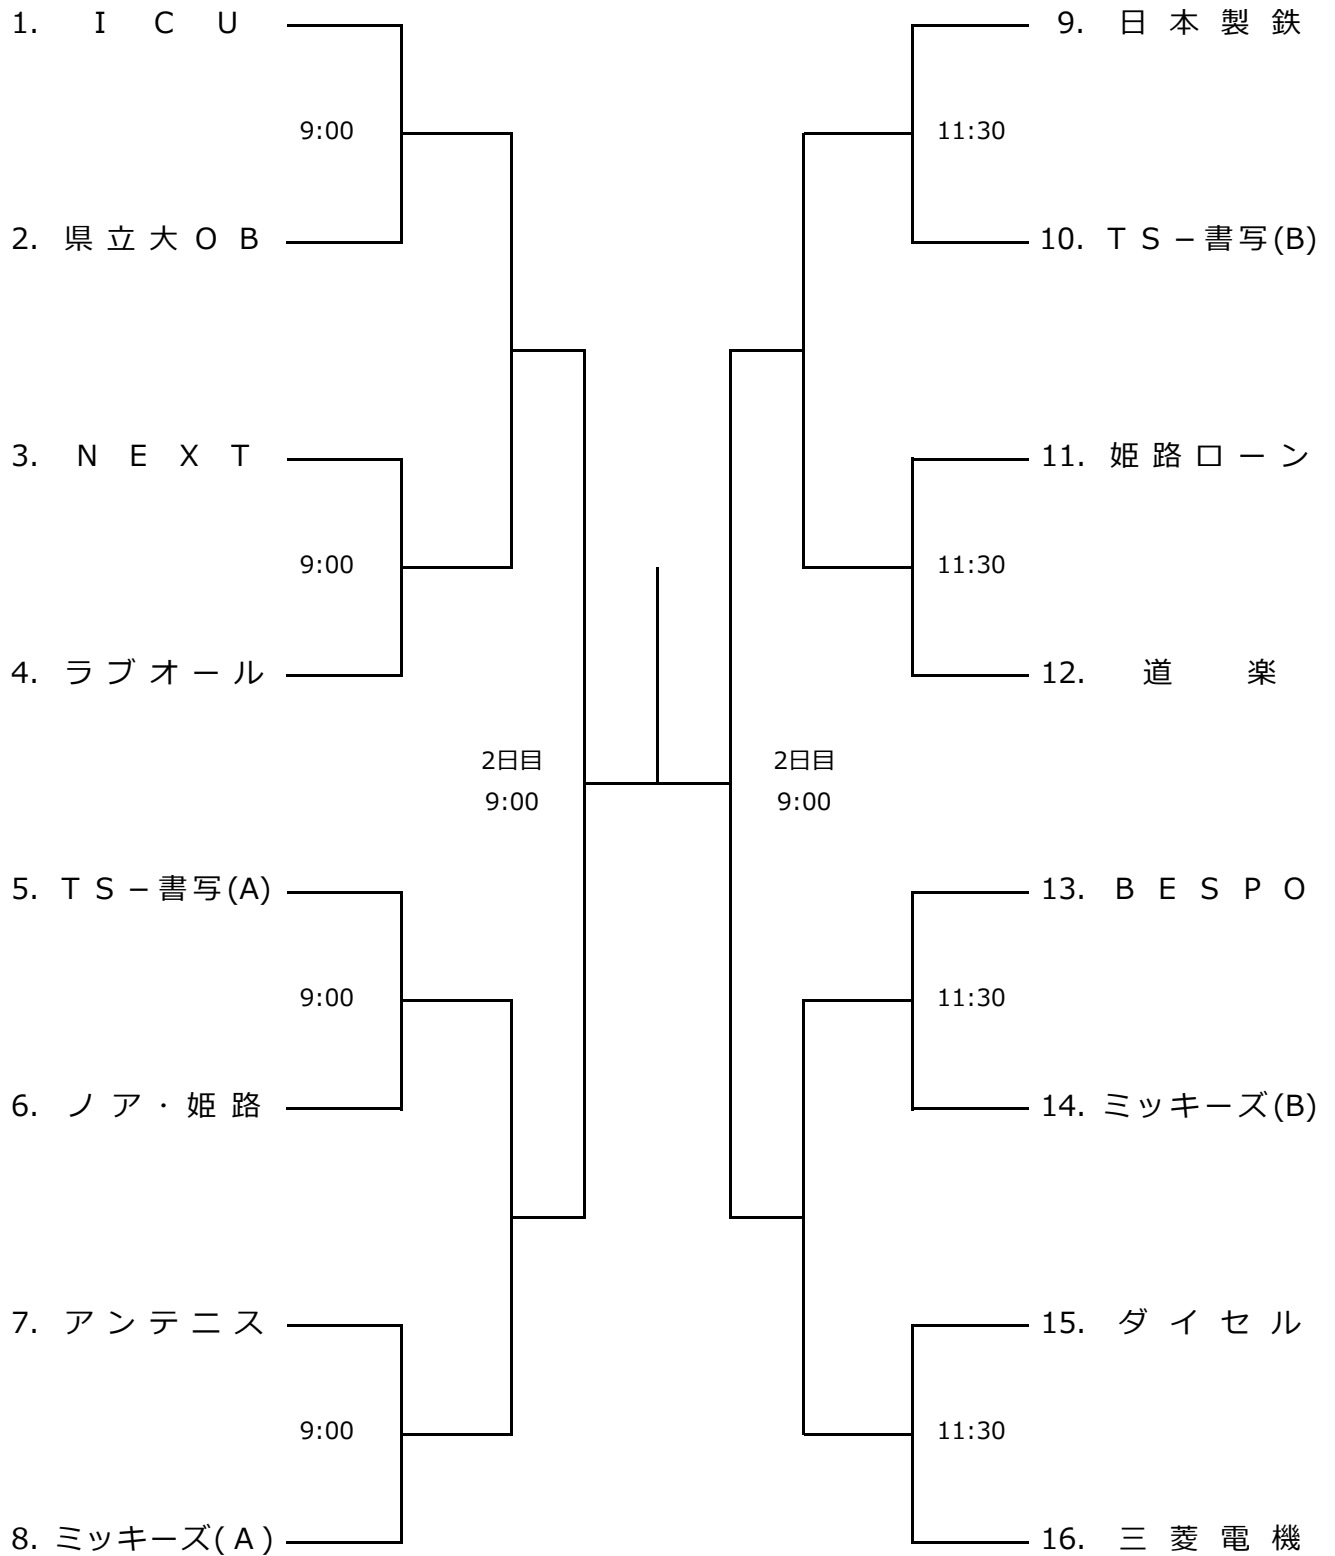 1. Ｉ Ｃ Ｕ
9:00
2. 県立大ＯＢ
3. ＮＥＸＴ
9:00
4. ラブオール
2日目
9:00
5. ＴＳ－書写(A)
9:00
6. ノア・姫路
7. アンテニス
9:00
8. ミッキーズ(Ａ)
9. 日本製鉄
11:30
10. ＴＳ－書写(B)
11. 姫路ローン
11:30
12. 道 楽
2日目
9:00
13. ＢＥＳＰＯ
11:30
14. ミッキーズ(B)
15. ダイセル
11:30
16. 三菱電機